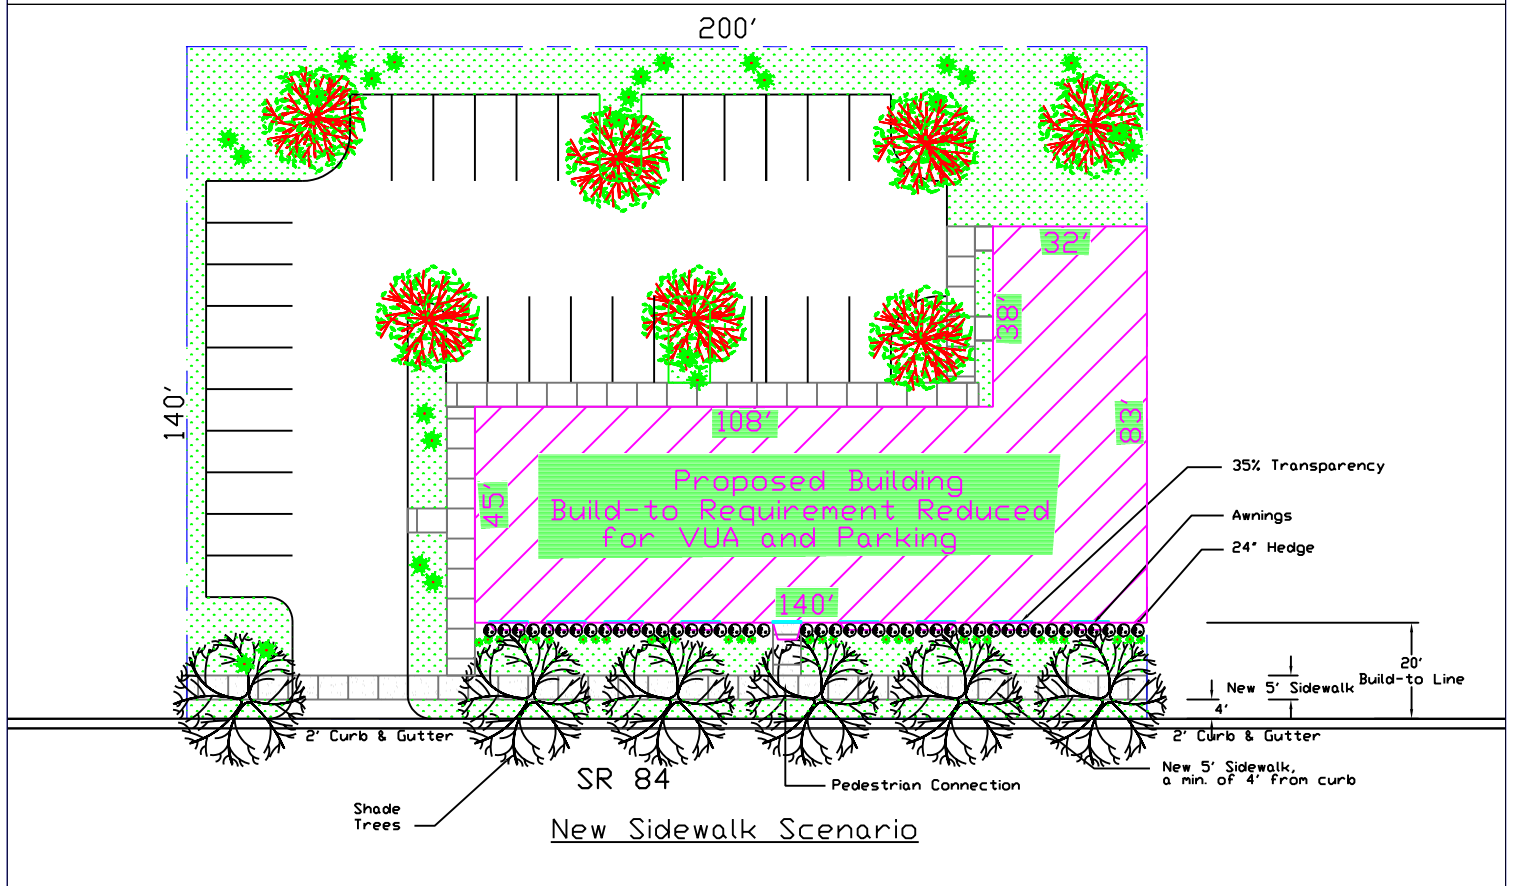 200'
32'
38'
140'
108'
83'
45'
Proposed Building
Build-to Requirement Reduced
for VUA and Parking
140'
35% Transparency
Awnings
24" Hedge
20'
Build-to Line
New 5' Sidewalk
4'
2' Curb & Gutter
2' Curb & Gutter
SR 84
New 5' Sidewalk,
a min. of 4' from curb
Pedestrian Connection
Shade
Trees
New Sidewalk Scenario